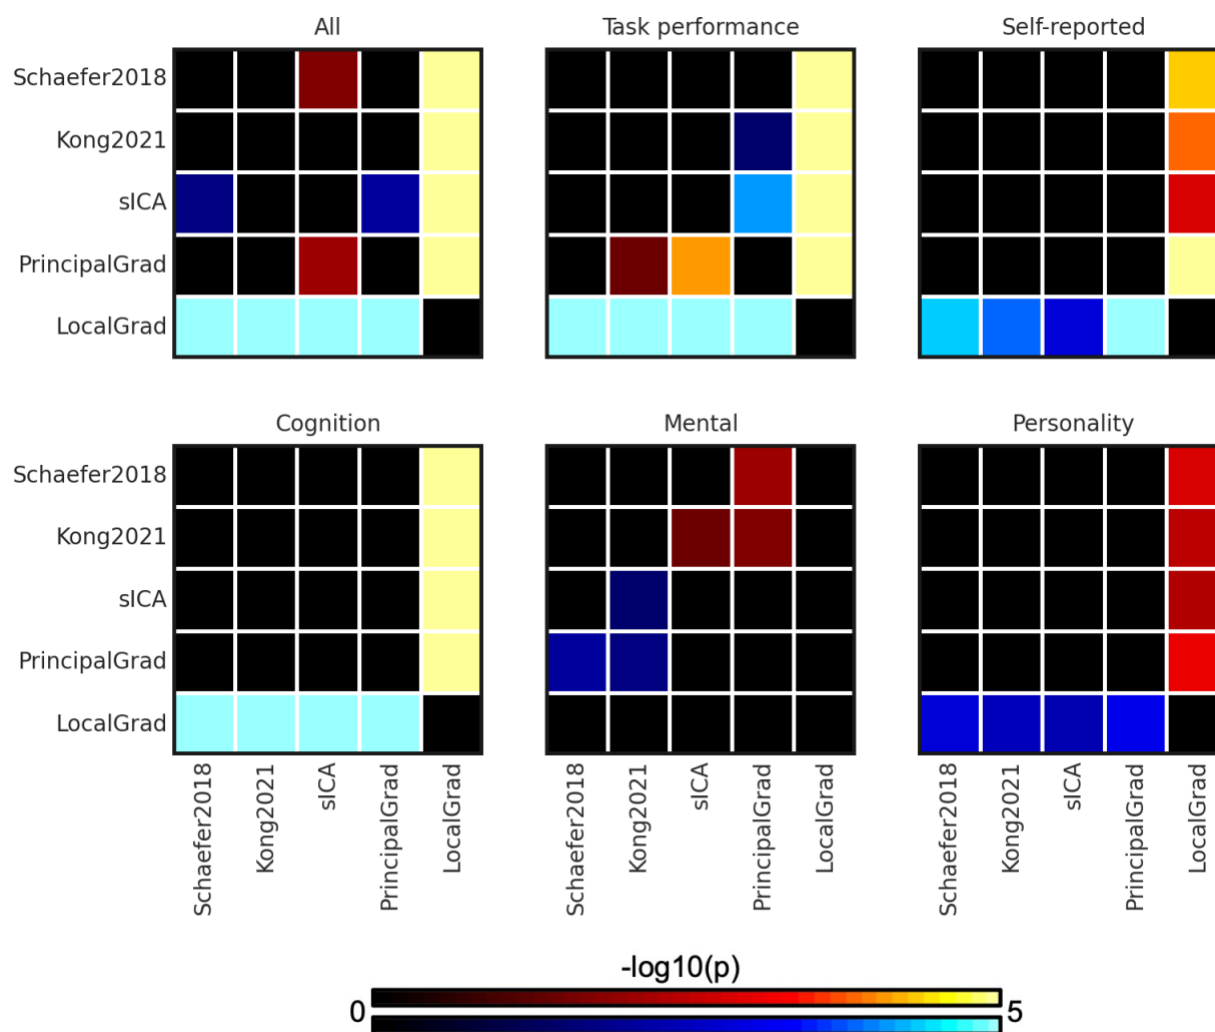 All Task performance Self-reported
Schaefer2018
Kong2021
sICA
PrincipalGrad
LocalGrad
Cognition Mental Personality
Schaefer2018
Kong2021
sICA
PrincipalGrad
LocalGrad
Schaefer2018 Kong2021 sICA PrincipalGrad LocalGrad Schaefer2018 Kong2021 sICA PrincipalGrad LocalGrad Schaefer2018 Kong2021 sICA PrincipalGrad LocalGrad
-log10(p)
0 5